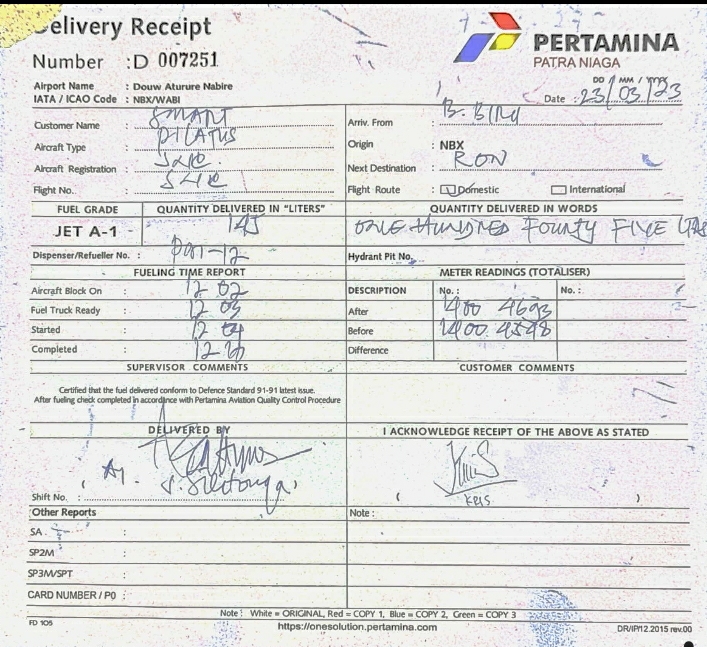 Delivery Receipt
Number : D 007251
PERTAMINA
PATRA NIAGA
Airport Name : Douw Aturure Nabire
IATA / ICAO Code : NBX/WABI
DD / MM / YYYY
Date : 23/03/23
Customer Name : SMART
Aircraft Type : PILATUS
Aircraft Registration :
Flight No. :
Arriv. From :
Origin : NBX
Next Destination : RON
Flight Route : Domestic International
FUEL GRADE QUANTITY DELIVERED IN "LITERS" QUANTITY DELIVERED IN WORDS
JET A-1 145 ONE HUNDRED FOURTY FIVE
Dispenser/Refueller No. : Hydrant Pit No.
FUELING TIME REPORT METER READINGS (TOTALISER)
Aircraft Block On : 12 02 DESCRIPTION No. : No. :
Fuel Truck Ready : 12 03 After
Started : 12 04 Before
Completed : Difference
SUPERVISOR COMMENTS CUSTOMER COMMENTS
Certified that the fuel delivered conform to Defence Standard 91-91 latest issue.
After fueling check completed in accordance with Pertamina Aviation Quality Control Procedure
DELIVERED BY I ACKNOWLEDGE RECEIPT OF THE ABOVE AS STATED
KRIS
Shift No. : ( )
Other Reports Note :
SA :
SP2M :
SP3M/SPT :
CARD NUMBER / PO :
Note : White = ORIGINAL, Red = COPY 1, Blue = COPY 2, Green = COPY 3
FD 105 https://onesolution.pertamina.com DR/IP/12.2015 rev.00